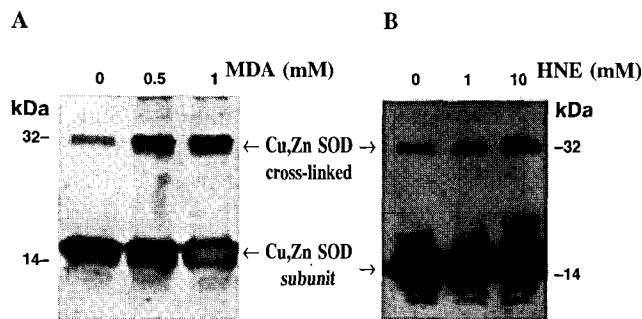 A
B
0 0.5 1 MDA (mM)
0 1 10 HNE (mM)
kDa
kDa
32–
← Cu,Zn SOD →
cross-linked
–32
14–
← Cu,Zn SOD
subunit →
–14